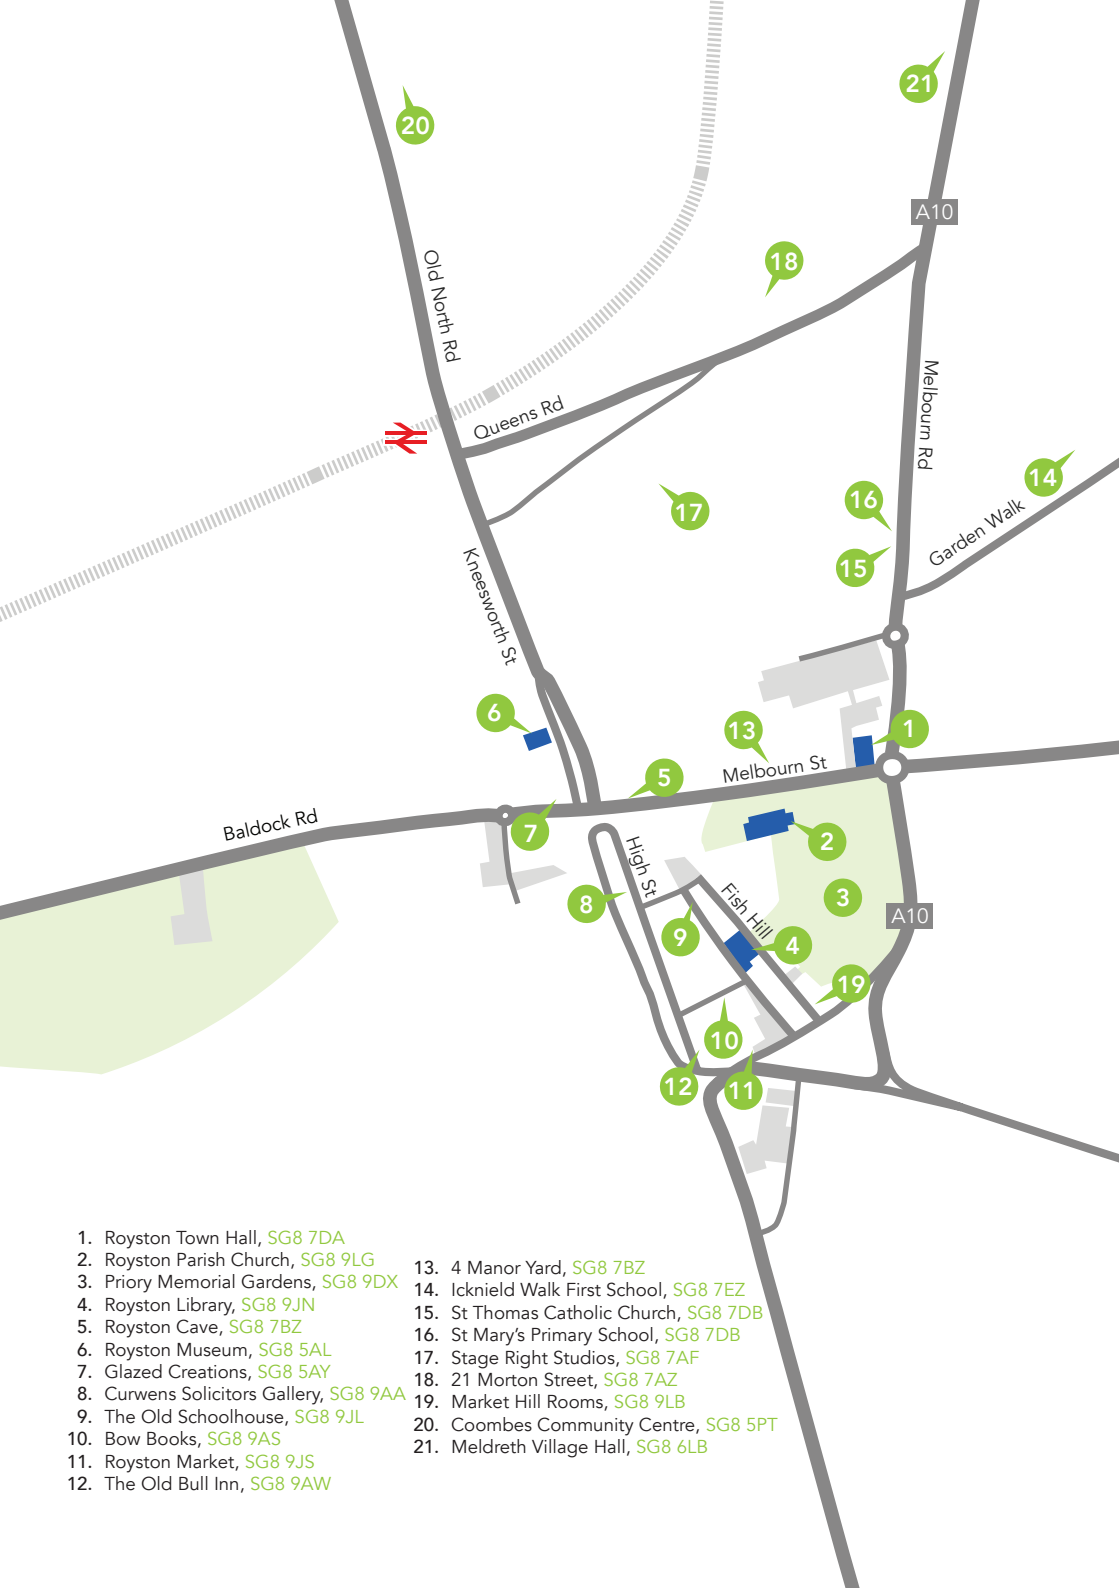 20
21
A10
18
Old North Rd
Queens Rd
Melbourn Rd
14
16
17
Garden Walk
15
Kneesworth St
6
13
1
Melbourn St
5
Baldock Rd
7
2
High St
Fish Hill
3
8
A10
9
4
19
10
12
11
1. Royston Town Hall, SG8 7DA
2. Royston Parish Church, SG8 9LG
3. Priory Memorial Gardens, SG8 9DX
4. Royston Library, SG8 9JN
5. Royston Cave, SG8 7BZ
6. Royston Museum, SG8 5AL
7. Glazed Creations, SG8 5AY
8. Curwens Solicitors Gallery, SG8 9AA
9. The Old Schoolhouse, SG8 9JL
10. Bow Books, SG8 9AS
11. Royston Market, SG8 9JS
12. The Old Bull Inn, SG8 9AW
13. 4 Manor Yard, SG8 7BZ
14. Icknield Walk First School, SG8 7EZ
15. St Thomas Catholic Church, SG8 7DB
16. St Mary's Primary School, SG8 7DB
17. Stage Right Studios, SG8 7AF
18. 21 Morton Street, SG8 7AZ
19. Market Hill Rooms, SG8 9LB
20. Coombes Community Centre, SG8 5PT
21. Meldreth Village Hall, SG8 6LB